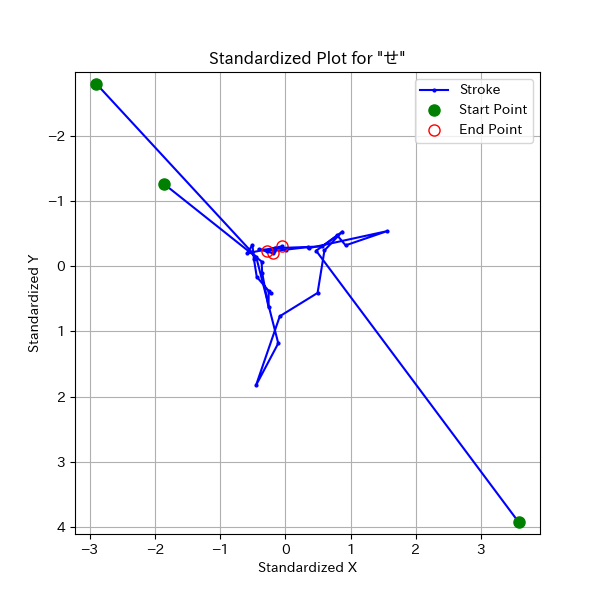 Standardized Plot for "せ"
Stroke
Start Point
End Point
−2
−1
0
1
2
3
4
Standardized Y
−3 −2 −1 0 1 2 3
Standardized X